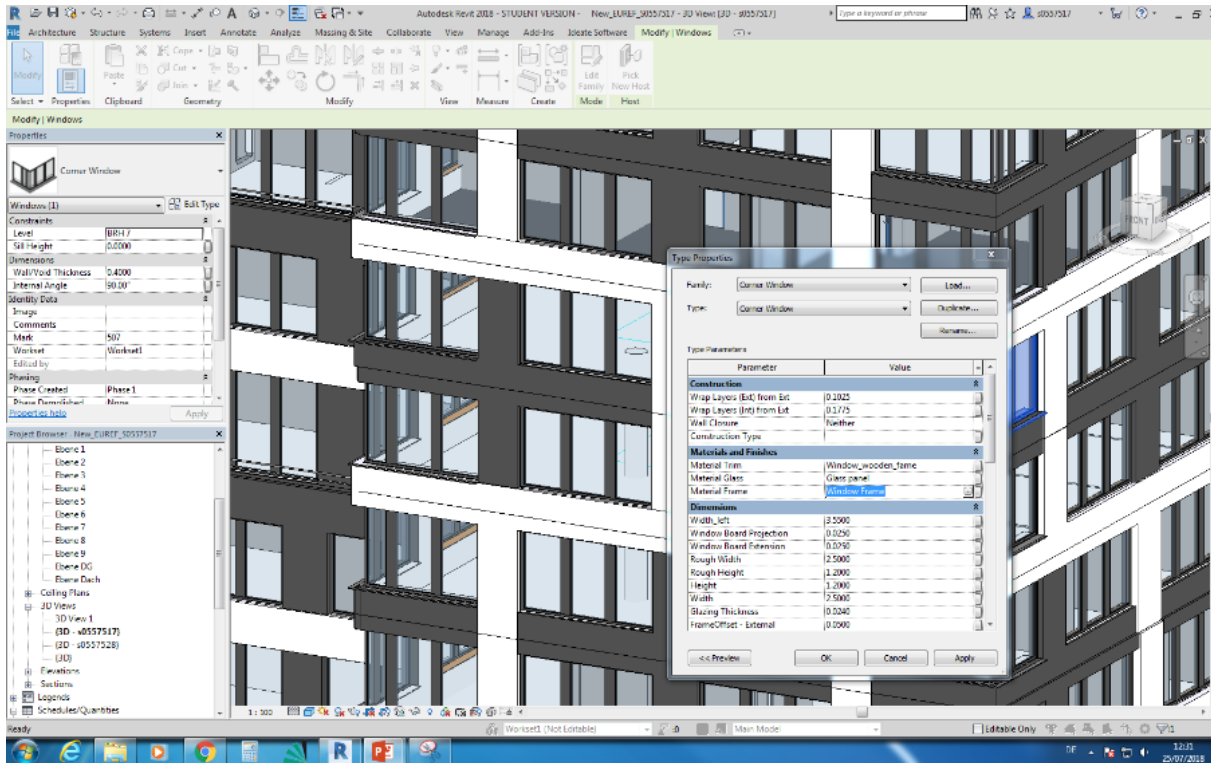 Autodesk Revit 2018 - STUDENT VERSION - New_EUREF_S0557517 - 3D View: {3D - s0557517}
Type a keyword or phrase
s0557517
File Architecture Structure Systems Insert Annotate Analyze Massing & Site Collaborate View Manage Add-Ins Ideate Software Modify | Windows
Modify
Paste
Cope
Cut
Join
Edit Family
Pick New Host
Select Properties Clipboard Geometry Modify View Measure Create Mode Host
Modify | Windows
Properties
Corner Window
Windows (1)
Edit Type
Constraints
Level BRH 7
Sill Height 0.0000
Dimensions
Wall/Void Thickness 0.4000
Internal Angle 90.00°
Identity Data
Image
Comments
Mark 507
Workset Workset1
Edited by
Phasing
Phase Created Phase 1
Phase Demolished None
Properties help
Apply
Project Browser - New_EUREF_S0557517
Ebene 1
Ebene 2
Ebene 3
Ebene 4
Ebene 5
Ebene 6
Ebene 7
Ebene 8
Ebene 9
Ebene DG
Ebene Dach
Ceiling Plans
3D Views
3D View 1
{3D - s0557517}
{3D - s0557528}
{3D}
Elevations
Sections
Legends
Schedules/Quantities
FRONT
Type Properties
Family: Corner Window
Load...
Type: Corner Window
Duplicate...
Rename...
Type Parameters
Parameter Value
Construction
Wrap Layers (Ext) from Ext 0.1025
Wrap Layers (Int) from Ext 0.1775
Wall Closure Neither
Construction Type
Materials and Finishes
Material Trim Window_wooden_fame
Material Glass Glass panel
Material Frame Window Frame
Dimensions
Width_left 3.5500
Window Board Projection 0.0250
Window Board Extension 0.0250
Rough Width 2.5000
Rough Height 1.2000
Height 1.2000
Width 2.5000
Glazing Thickness 0.0240
FrameOffset - External 0.0500
<< Preview
OK
Cancel
Apply
1 : 100
Ready
Workset1 (Not Editable)
:0
Main Model
Editable Only
:1
DE
12:31
25/07/2018